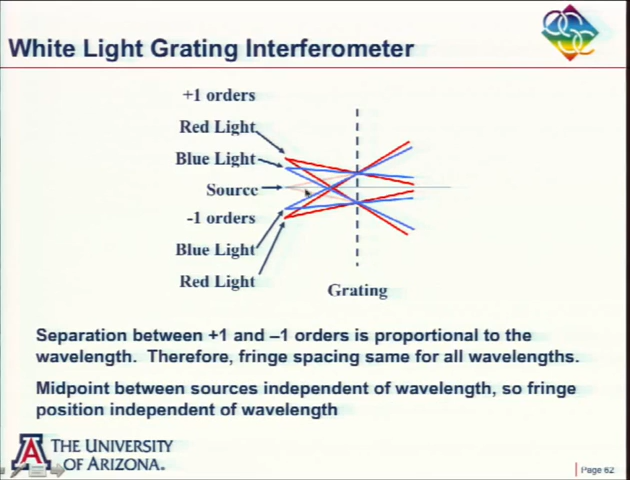 White Light Grating Interferometer
+1 orders
Red Light
Blue Light
Source
-1 orders
Blue Light
Red Light
Grating
Separation between +1 and –1 orders is proportional to the
wavelength. Therefore, fringe spacing same for all wavelengths.
Midpoint between sources independent of wavelength, so fringe
position independent of wavelength
A
THE UNIVERSITY
OF ARIZONA.
Page 62